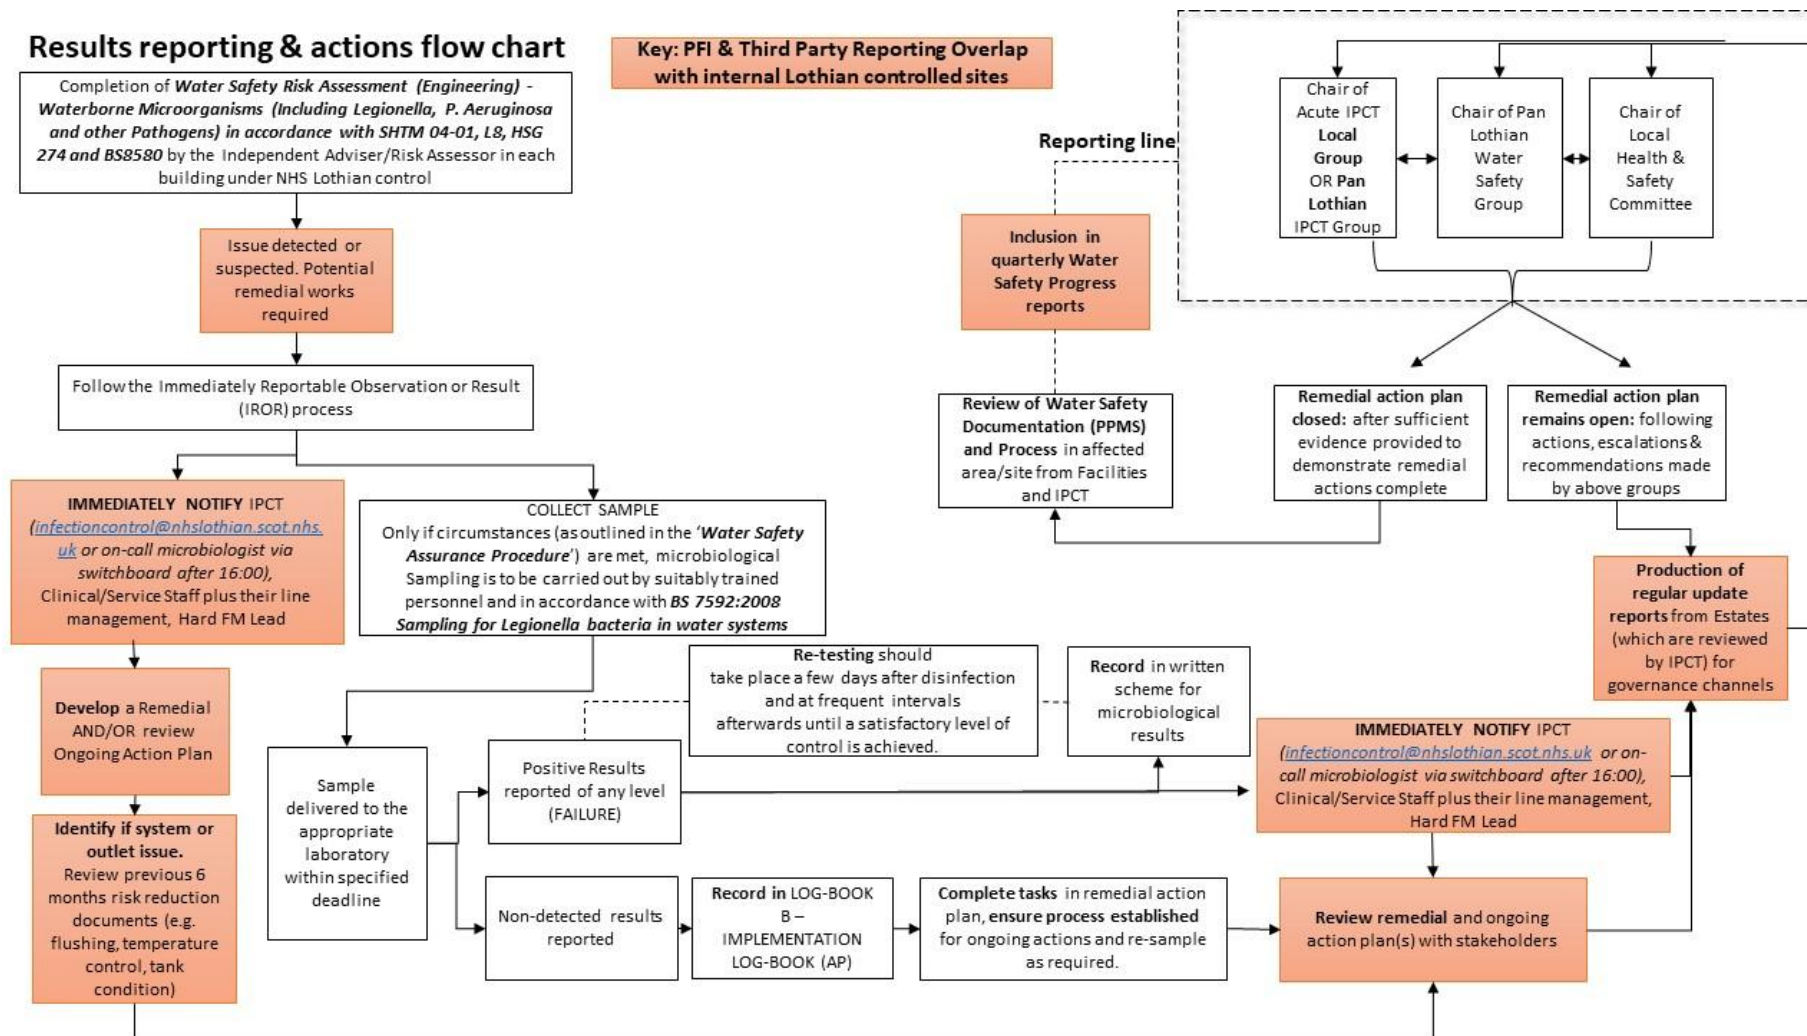 Results reporting & actions flow chart
Key: PFI & Third Party Reporting Overlap
with internal Lothian controlled sites
Completion of Water Safety Risk Assessment (Engineering) -
Waterborne Microorganisms (Including Legionella, P. Aeruginosa
and other Pathogens) in accordance with SHTM 04-01, L8, HSG
274 and BS8580 by the Independent Adviser/Risk Assessor in each
building under NHS Lothian control
Issue detected or
suspected. Potential
remedial works
required
Follow the Immediately Reportable Observation or Result
(IROR) process
IMMEDIATELY NOTIFY IPCT
(infectioncontrol@nhslothian.scot.nhs.
uk or on-call microbiologist via
switchboard after 16:00),
Clinical/Service Staff plus their line
management, Hard FM Lead
Develop a Remedial
AND/OR review
Ongoing Action Plan
Identify if system or
outlet issue.
Review previous 6
months risk reduction
documents (e.g.
flushing, temperature
control, tank
condition)
COLLECT SAMPLE
Only if circumstances (as outlined in the 'Water Safety
Assurance Procedure') are met, microbiological
Sampling is to be carried out by suitably trained
personnel and in accordance with BS 7592:2008
Sampling for Legionella bacteria in water systems
Sample
delivered to the
appropriate
laboratory
within specified
deadline
Positive Results
reported of any level
(FAILURE)
Re-testing should
take place a few days after disinfection
and at frequent intervals
afterwards until a satisfactory level of
control is achieved.
Record in written
scheme for
microbiological
results
Non-detected results
reported
Record in LOG-BOOK
B –
IMPLEMENTATION
LOG-BOOK (AP)
Complete tasks in remedial action
plan, ensure process established
for ongoing actions and re-sample
as required.
IMMEDIATELY NOTIFY IPCT
(infectioncontrol@nhslothian.scot.nhs.uk or on-
call microbiologist via switchboard after 16:00),
Clinical/Service Staff plus their line management,
Hard FM Lead
Review remedial and ongoing
action plan(s) with stakeholders
Production of
regular update
reports from Estates
(which are reviewed
by IPCT) for
governance channels
Reporting line
Chair of
Acute IPCT
Local
Group
OR Pan
Lothian
IPCT Group
Chair of Pan
Lothian
Water
Safety
Group
Chair of
Local
Health &
Safety
Committee
Remedial action plan
closed: after sufficient
evidence provided to
demonstrate remedial
actions complete
Remedial action plan
remains open: following
actions, escalations &
recommendations made
by above groups
Review of Water Safety
Documentation (PPMS)
and Process in affected
area/site from Facilities
and IPCT
Inclusion in
quarterly Water
Safety Progress
reports